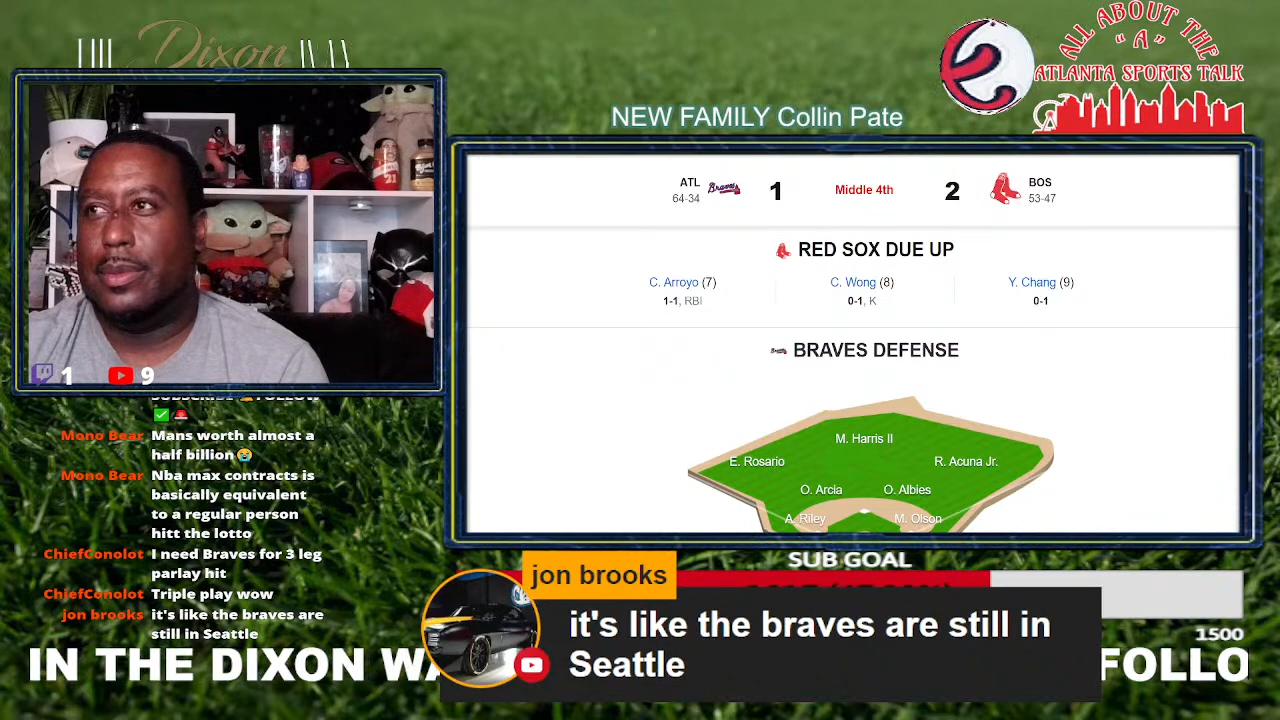 Dixon
ALL ABOUT THE
"A"
ATLANTA SPORTS TALK
NEW FAMILY Collin Pate
ATL
64-34
Braves
1
Middle 4th
2
BOS
53-47
RED SOX DUE UP
C. Arroyo (7)
C. Wong (8)
Y. Chang (9)
1-1, RBI
0-1, K
0-1
BRAVES DEFENSE
M. Harris II
E. Rosario
R. Acuna Jr.
O. Arcia
O. Albies
A. Riley
M. Olson
1
9
✅🚨
Mono Bear Mans worth almost a
half billion😭
Mono Bear Nba max contracts is
basically equivalent
to a regular person
hitt the lotto
ChiefConolot I need Braves for 3 leg
parlay hit
ChiefConolot Triple play wow
jon brooks it's like the braves are
still in Seattle
SUB GOAL
1500
jon brooks
it's like the braves are still in
Seattle
IN THE DIXON WA
FOLLO